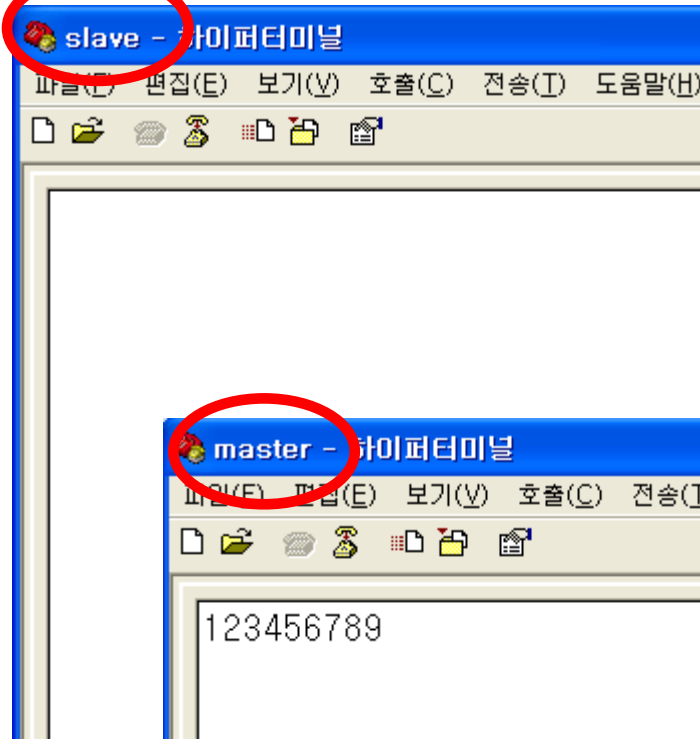 slave - 하이퍼터미널
파일(F) 편집(E) 보기(V) 호출(C) 전송(T) 도움말(H)
master - 하이퍼터미널
파일(F) 편집(E) 보기(V) 호출(C) 전송(T
123456789